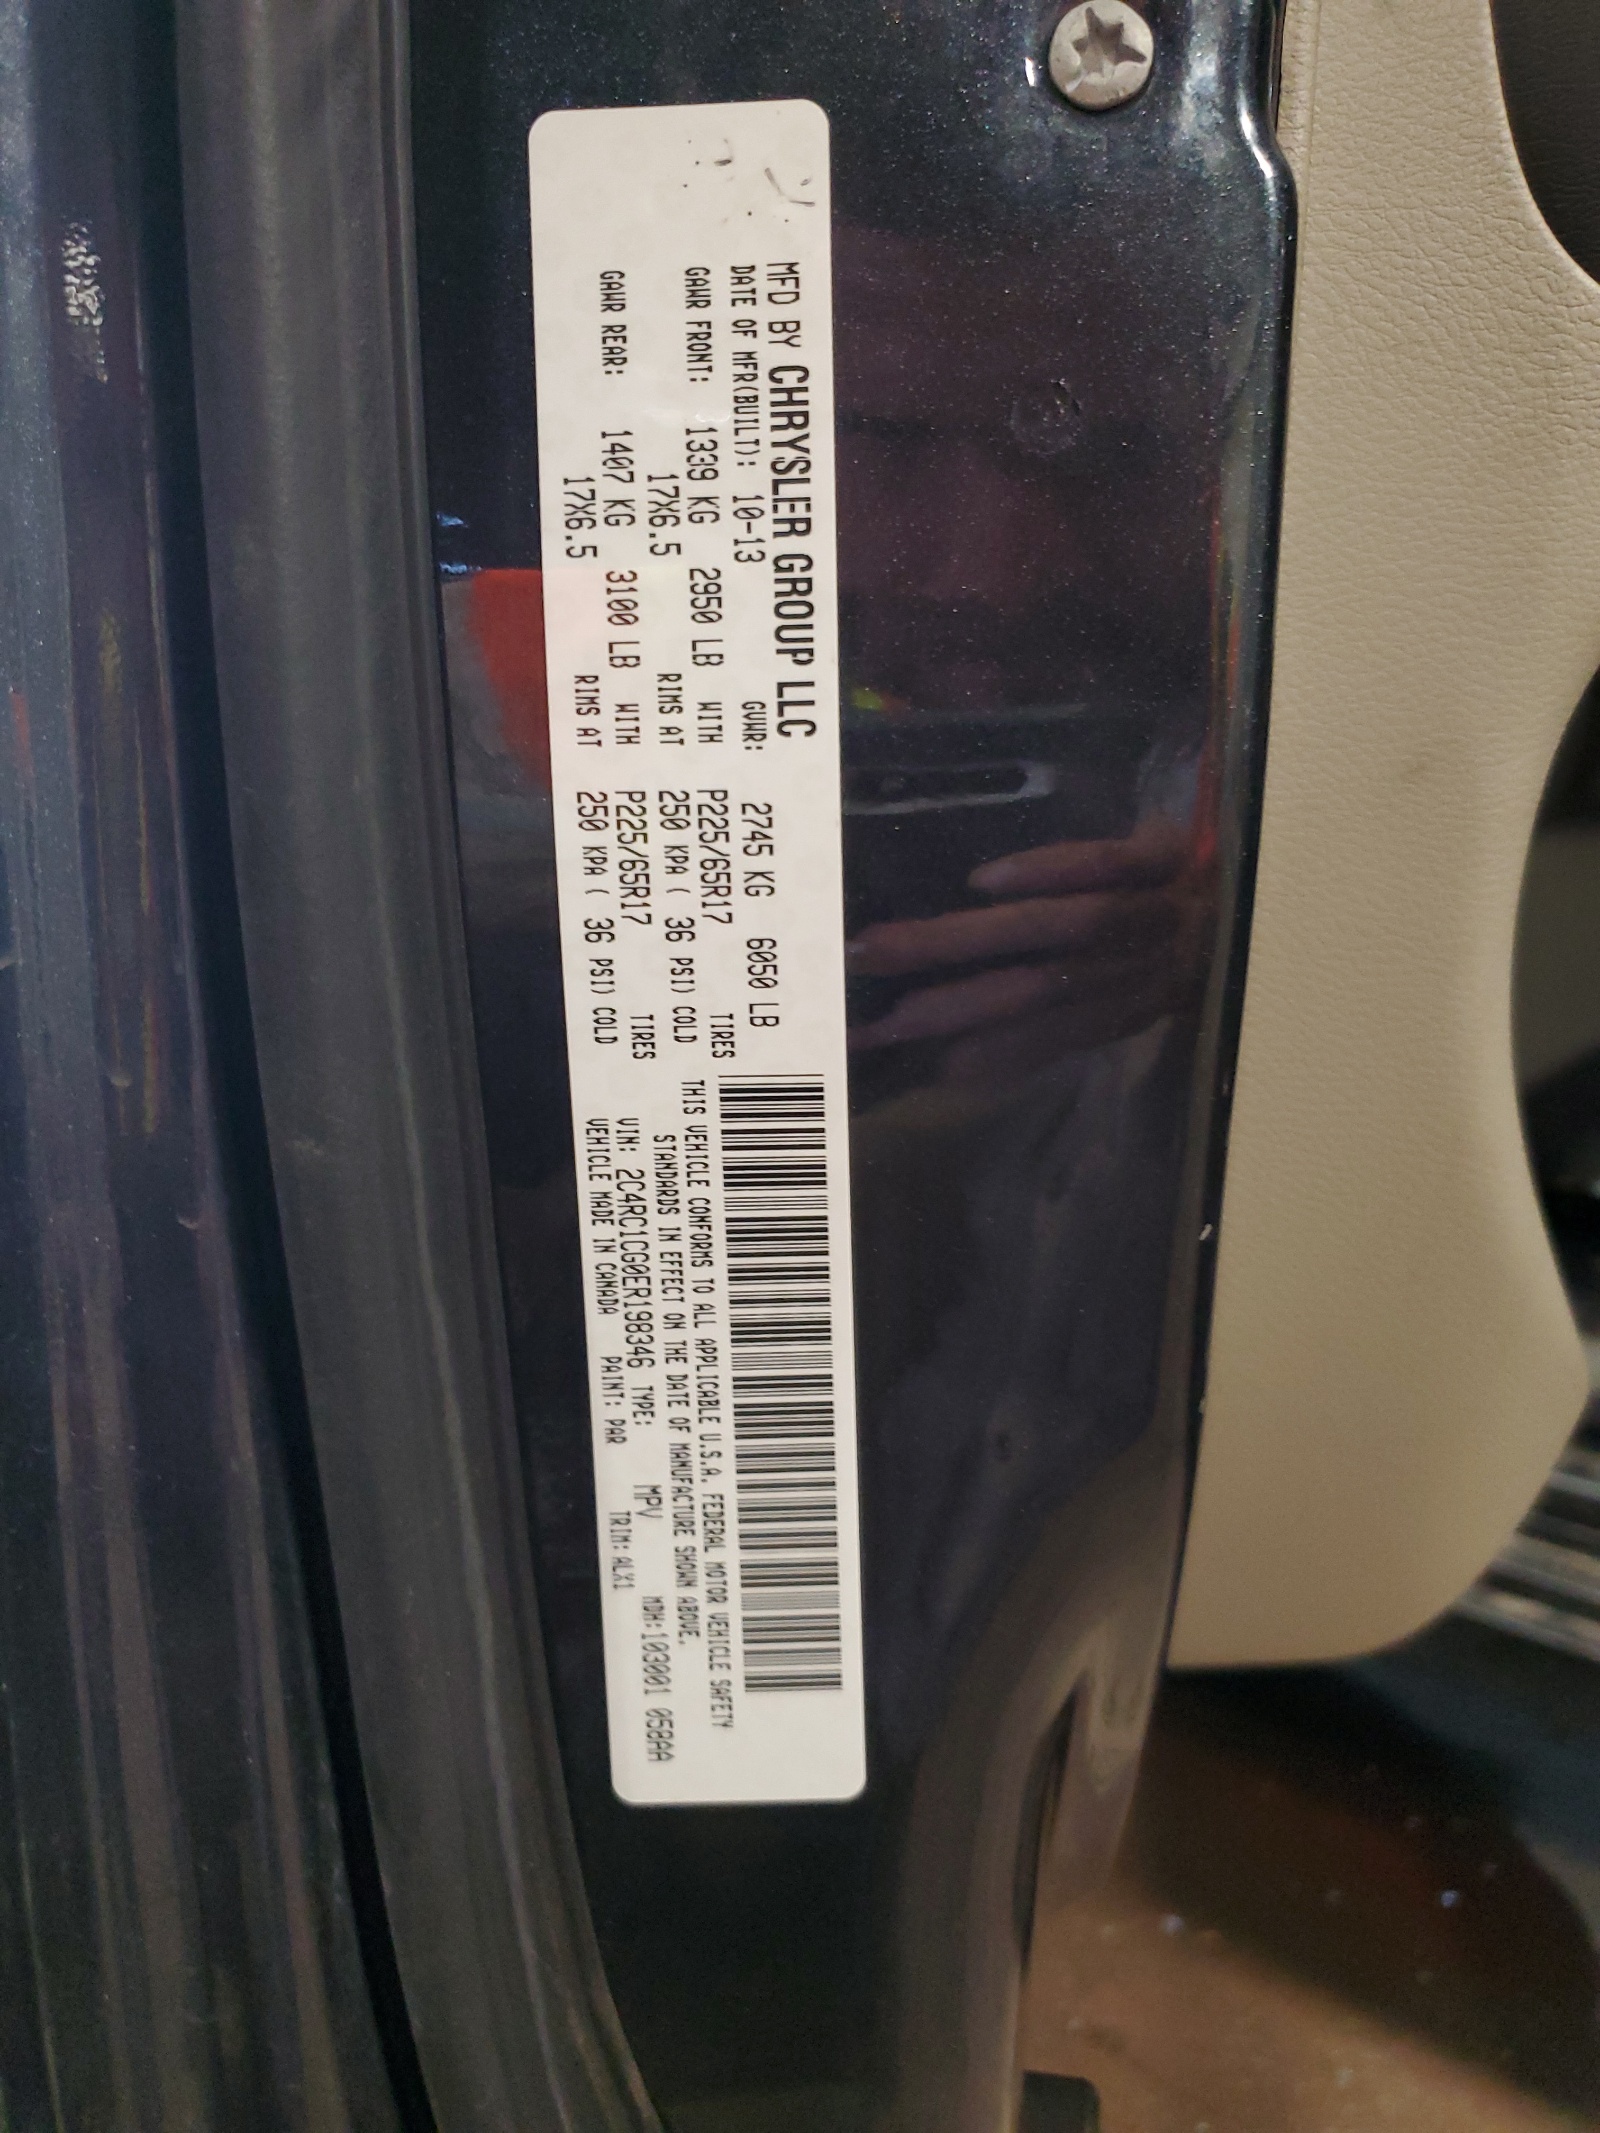 MFD BY CHRYSLER GROUP LLC
DATE OF MFR(BUILT): 10-13 GVWR: 2745 KG 6050 LB
GAWR FRONT: 1339 KG 2950 LB WITH P225/65R17 TIRES
17X6.5 RIMS AT 250 KPA ( 36 PSI) COLD
GAWR REAR: 1407 KG 3100 LB WITH P225/65R17 TIRES
17X6.5 RIMS AT 250 KPA ( 36 PSI) COLD
THIS VEHICLE CONFORMS TO ALL APPLICABLE U.S.A. FEDERAL MOTOR VEHICLE SAFETY
STANDARDS IN EFFECT ON THE DATE OF MANUFACTURE SHOWN ABOVE.
VIN: 2C4RC1CG0ER198346 TYPE: MPV MDH:103001 058AA
VEHICLE MADE IN CANADA PAINT: PAR TRIM: ALX1